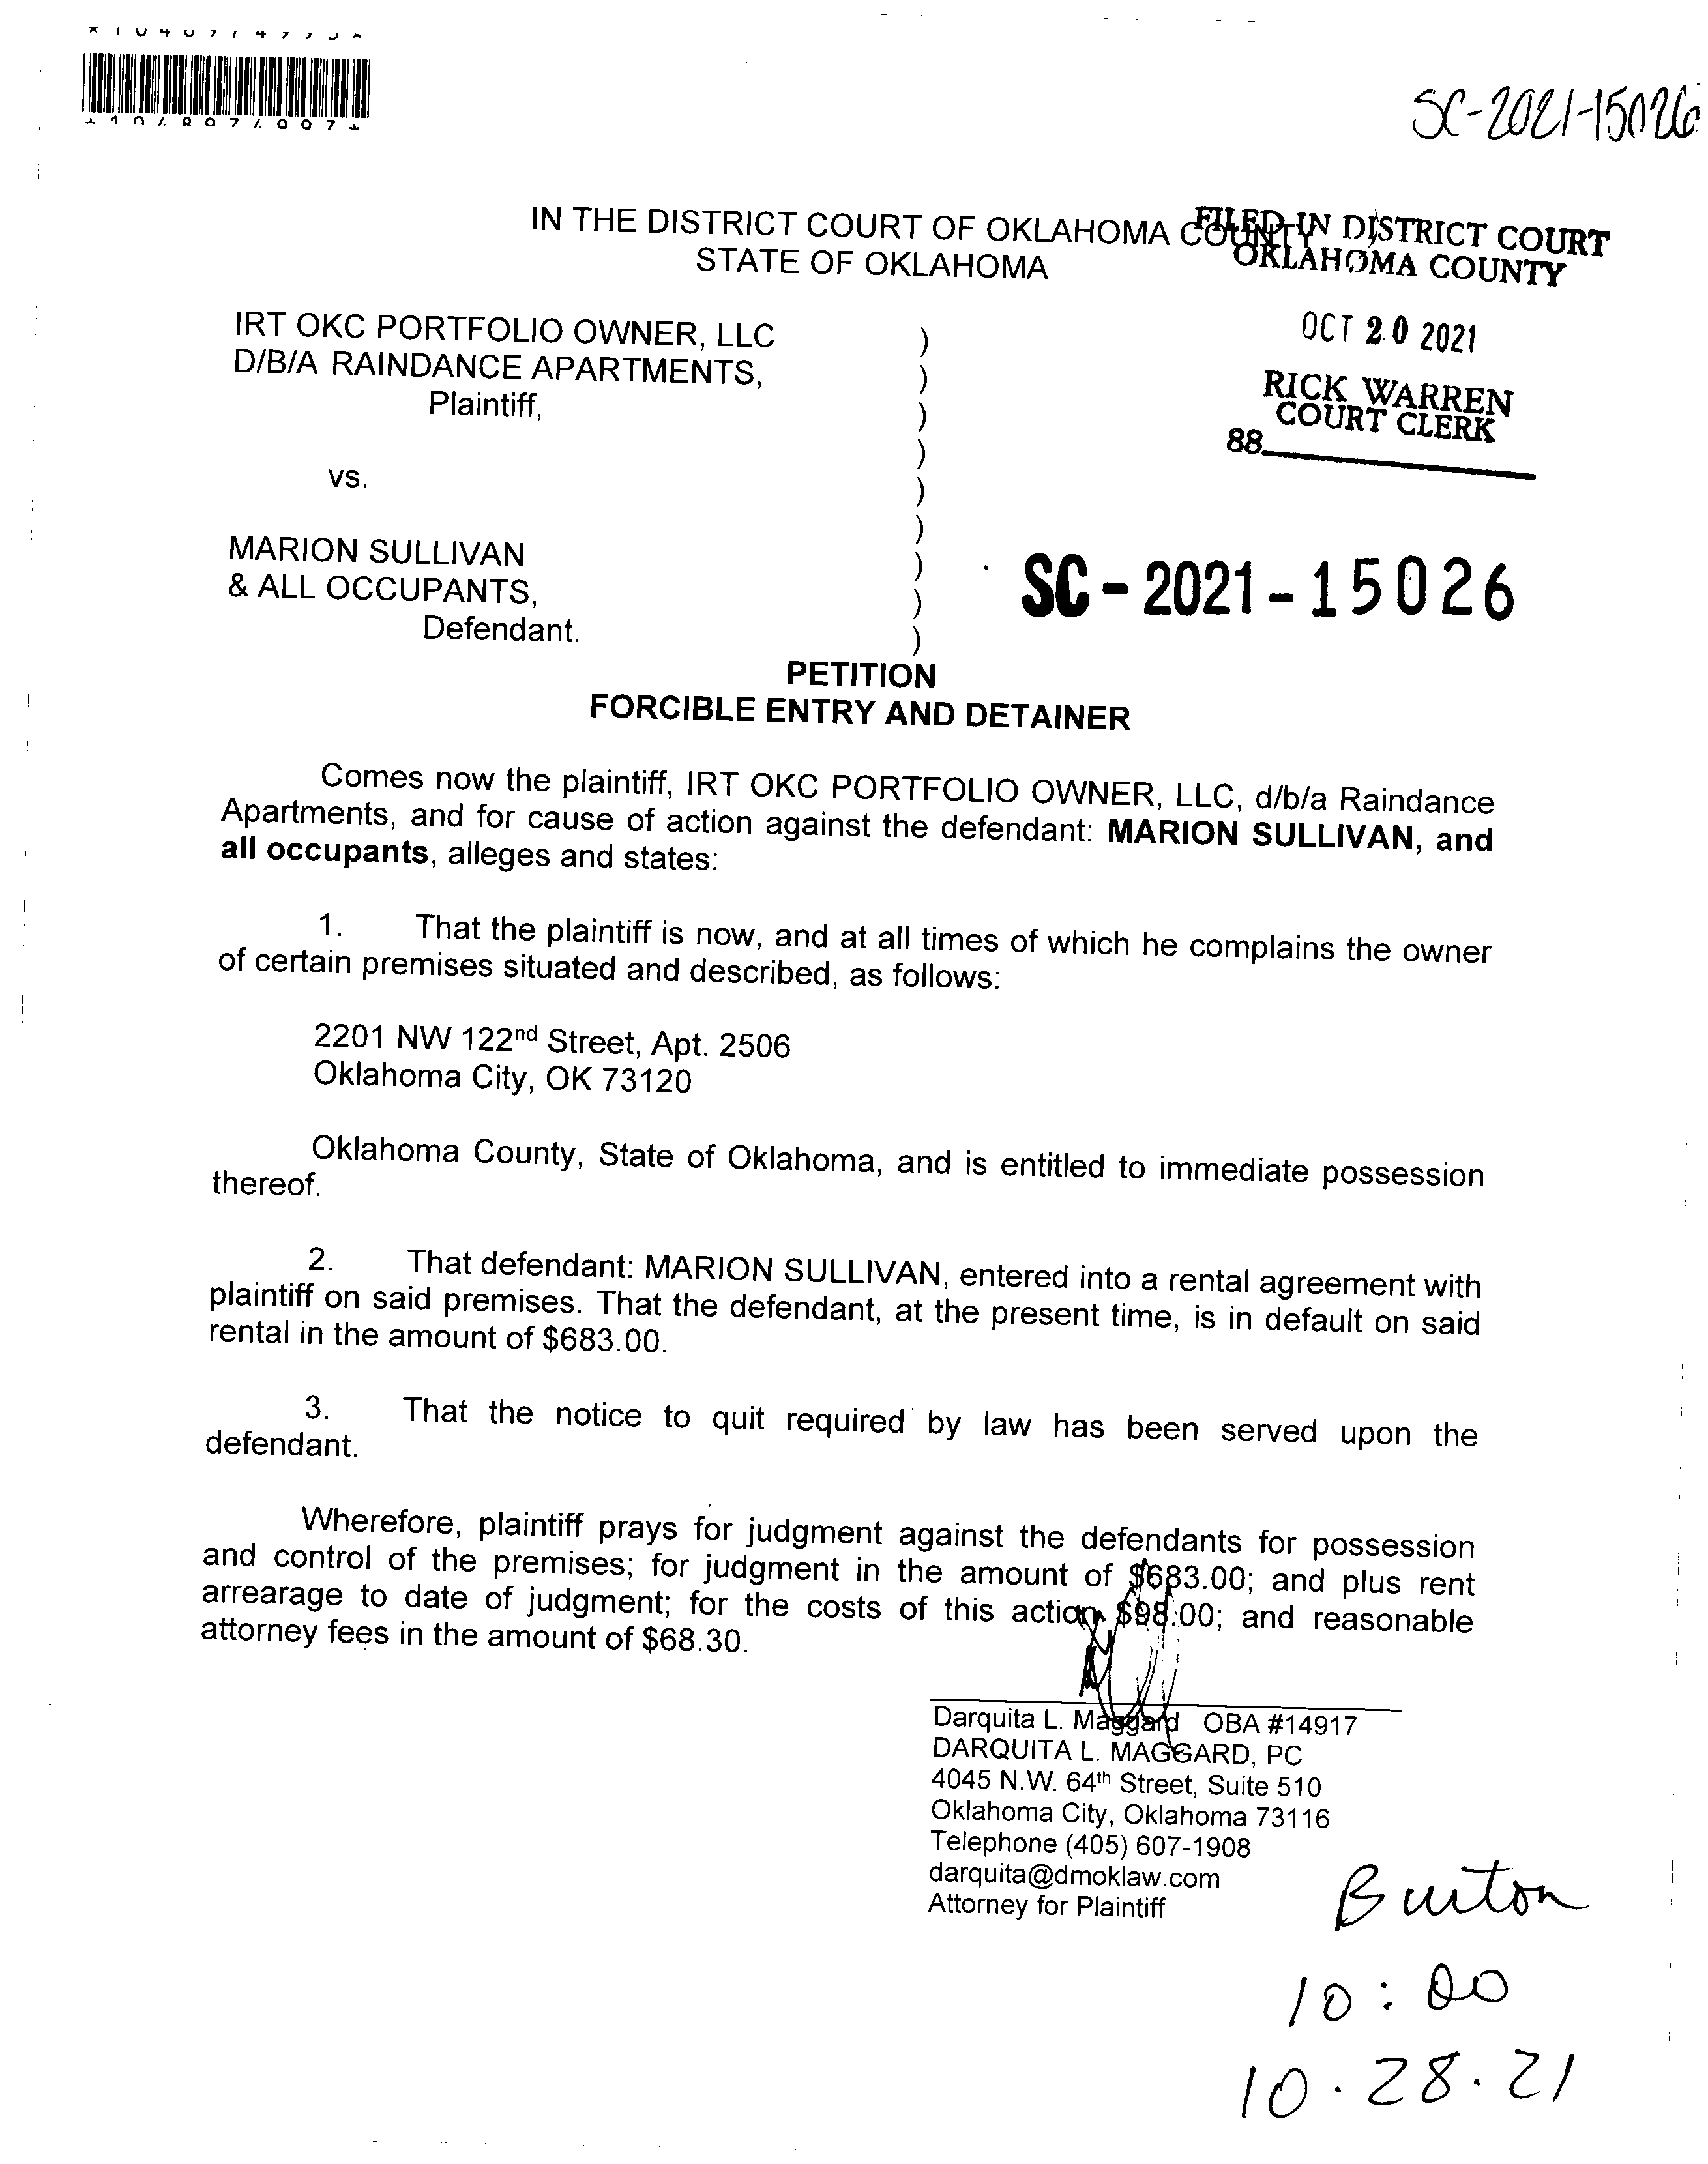 SC-2021-15026
IN THE DISTRICT COURT OF OKLAHOMA COUNTY
STATE OF OKLAHOMA
FILED IN DISTRICT COURT
OKLAHOMA COUNTY
OCT 20 2021
RICK WARREN
COURT CLERK
88
IRT OKC PORTFOLIO OWNER, LLC )
D/B/A RAINDANCE APARTMENTS, )
Plaintiff, )
)
vs. )
)
MARION SULLIVAN )
& ALL OCCUPANTS, )
Defendant. )
SC-2021-15026
PETITION
FORCIBLE ENTRY AND DETAINER
Comes now the plaintiff, IRT OKC PORTFOLIO OWNER, LLC, d/b/a Raindance
Apartments, and for cause of action against the defendant: MARION SULLIVAN, and
all occupants, alleges and states:
1. That the plaintiff is now, and at all times of which he complains the owner
of certain premises situated and described, as follows:
2201 NW 122nd Street, Apt. 2506
Oklahoma City, OK 73120
Oklahoma County, State of Oklahoma, and is entitled to immediate possession
thereof.
2. That defendant: MARION SULLIVAN, entered into a rental agreement with
plaintiff on said premises. That the defendant, at the present time, is in default on said
rental in the amount of $683.00.
3. That the notice to quit required by law has been served upon the
defendant.
Wherefore, plaintiff prays for judgment against the defendants for possession
and control of the premises; for judgment in the amount of $683.00; and plus rent
arrearage to date of judgment; for the costs of this action $98.00; and reasonable
attorney fees in the amount of $68.30.
Darquita L. Maggard OBA #14917
DARQUITA L. MAGGARD, PC
4045 N.W. 64th Street, Suite 510
Oklahoma City, Oklahoma 73116
Telephone (405) 607-1908
darquita@dmoklaw.com
Attorney for Plaintiff
Burton
10:00
10.28.21